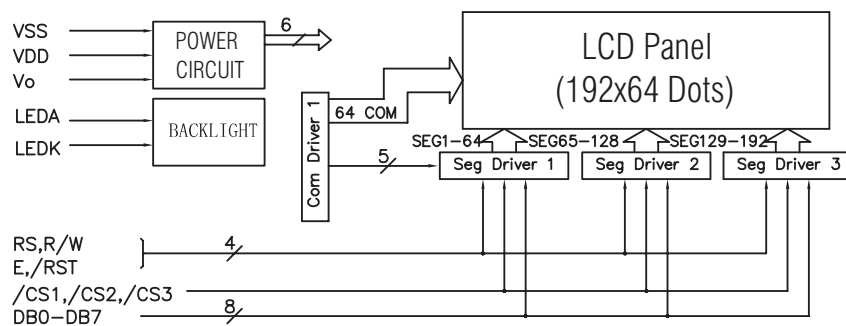 VSS
VDD
Vo
POWER
CIRCUIT
6
LEDA
LEDK
BACKLIGHT
Com Driver 1
64 COM
5
LCD Panel
(192x64 Dots)
SEG1-64
SEG65-128
SEG129-192
Seg Driver 1
Seg Driver 2
Seg Driver 3
RS,R/W
E,/RST
4
/CS1,/CS2,/CS3
DB0-DB7
8